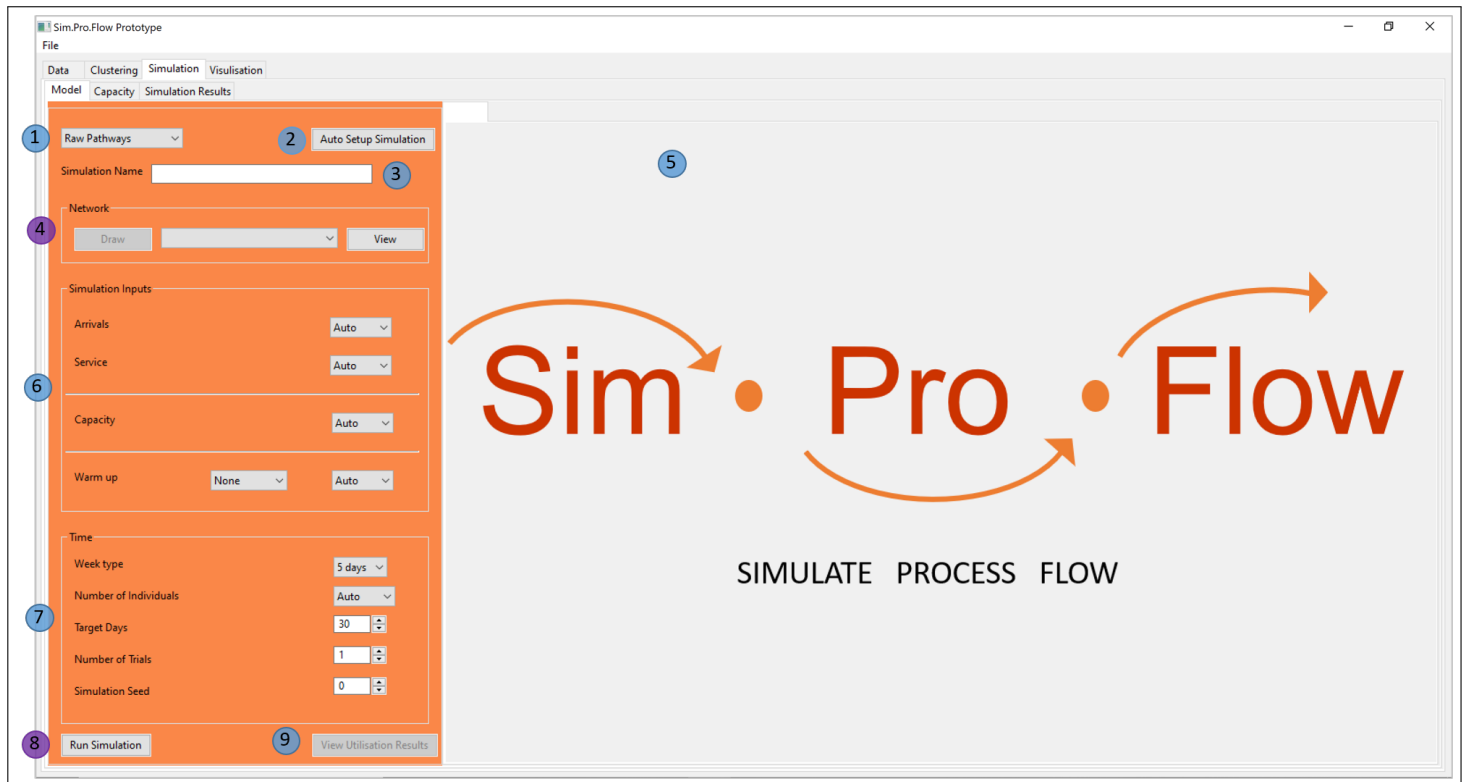 Sim.Pro.Flow Prototype
File
Data Clustering Simulation Visulisation
Model Capacity Simulation Results
1 Raw Pathways 2 Auto Setup Simulation
Simulation Name 3
5
Network
4 Draw View
Simulation Inputs
Arrivals Auto
Service Auto
6
Capacity Auto
Warm up None Auto
Sim • Pro • Flow
SIMULATE PROCESS FLOW
Time
Week type 5 days
Number of Individuals Auto
7
Target Days 30
Number of Trials 1
Simulation Seed 0
8 Run Simulation 9 View Utilisation Results